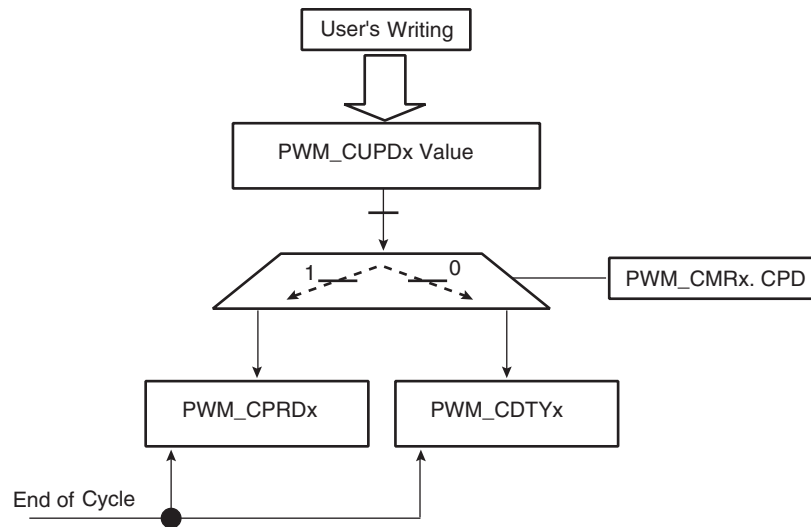 User's Writing
PWM_CUPDx Value
1
0
PWM_CMRx. CPD
PWM_CPRDx
PWM_CDTYx
End of Cycle